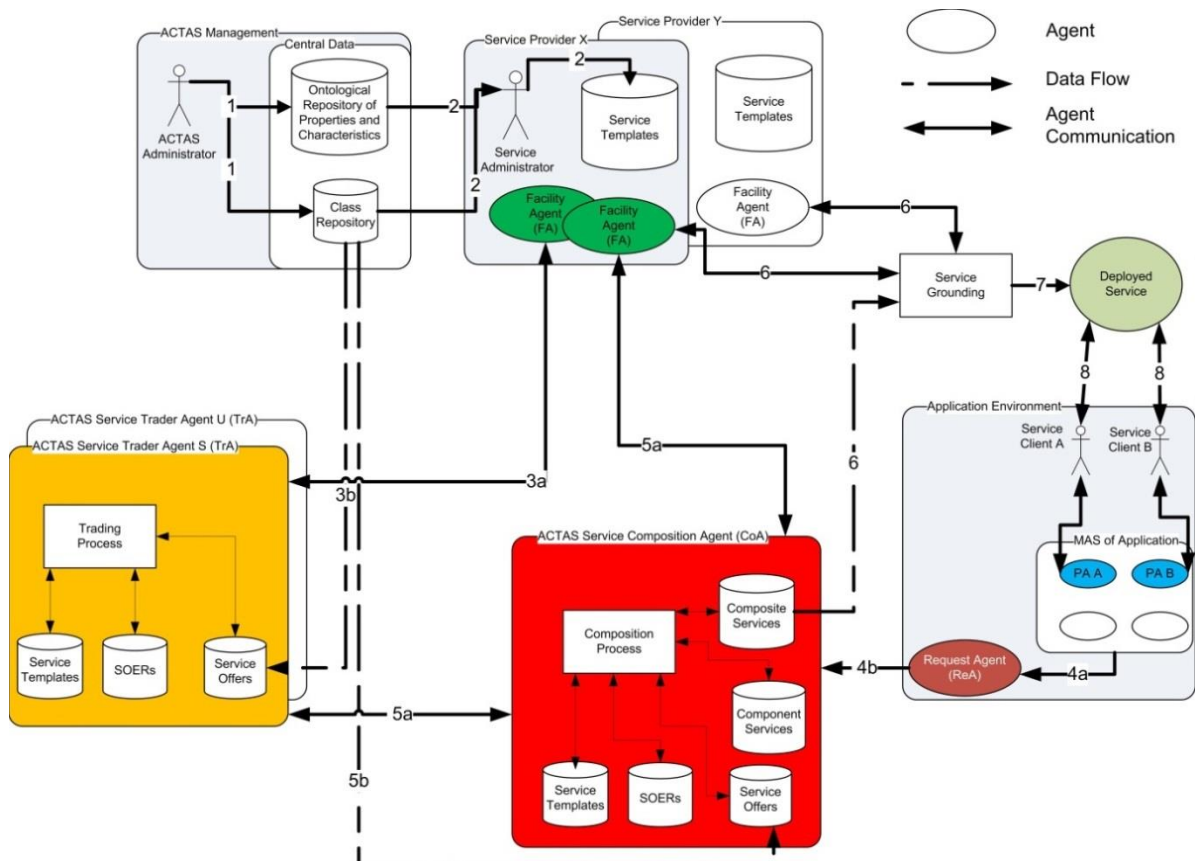 ACTAS Management
Central Data
ACTAS
Administrator
Ontological
Repository of
Properties and
Characteristics
Class
Repository
1
1
2
2
2
Service Provider X
Service
Administrator
Service
Templates
Facility
Agent
(FA)
Facility
Agent
(FA)
Service Provider Y
Service
Templates
Facility
Agent
(FA)
Agent
Data Flow
Agent
Communication
6
6
6
Service
Grounding
7
Deployed
Service
8
8
Application Environment
Service
Client A
Service
Client B
MAS of Application
PA A
PA B
Request Agent
(ReA)
4a
4b
ACTAS Service Trader Agent U (TrA)
ACTAS Service Trader Agent S (TrA)
Trading
Process
Service
Templates
SOERs
Service
Offers
3a
3b
5a
5a
5b
ACTAS Service Composition Agent (CoA)
Composition
Process
Composite
Services
Component
Services
Service
Templates
SOERs
Service
Offers